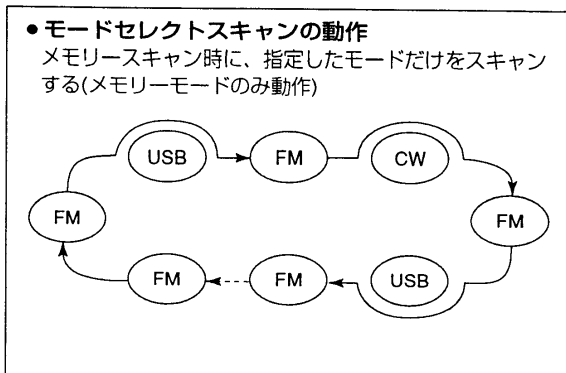 ●モードセレクトスキャンの動作
メモリースキャン時に、指定したモードだけをスキャン
する(メモリーモードのみ動作)
USB FM CW
FM FM
FM FM USB